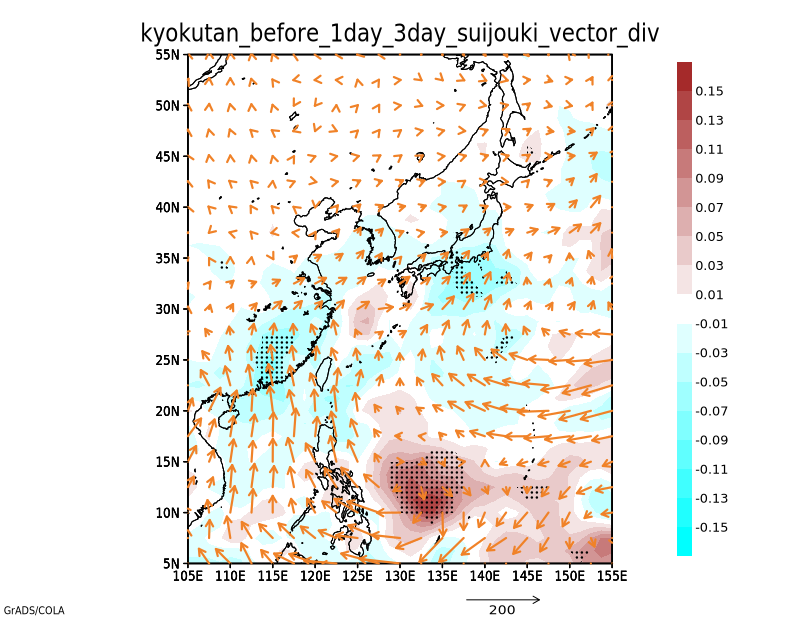 kyokutan_before_1day_3day_suijouki_vector_div
55N
50N
45N
40N
35N
30N
25N
20N
15N
10N
5N
105E 110E 115E 120E 125E 130E 135E 140E 145E 150E 155E
0.15
0.13
0.11
0.09
0.07
0.05
0.03
0.01
-0.01
-0.03
-0.05
-0.07
-0.09
-0.11
-0.13
-0.15
200
GrADS/COLA